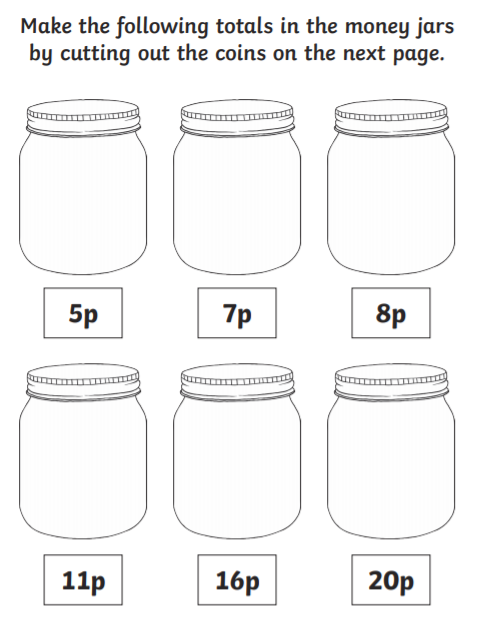 Make the following totals in the money jars
by cutting out the coins on the next page.
5p
7p
8p
11p
16p
20p